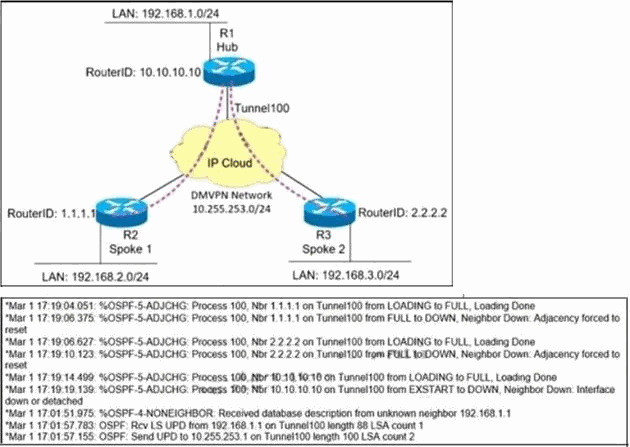 LAN: 192.168.1.0/24
R1
Hub
RouterID: 10.10.10.10
Tunnel100
IP Cloud
DMVPN Network
10.255.253.0/24
RouterID: 1.1.1.1
RouterID: 2.2.2.2
R2
Spoke 1
R3
Spoke 2
LAN: 192.168.2.0/24
LAN: 192.168.3.0/24
*Mar 1 17:19:04.051: %OSPF-5-ADJCHG: Process 100, Nbr 1.1.1.1 on Tunnel100 from LOADING to FULL, Loading Done
*Mar 1 17:19:06.375: %OSPF-5-ADJCHG: Process 100, Nbr 1.1.1.1 on Tunnel100 from FULL to DOWN, Neighbor Down: Adjacency forced to
reset
*Mar 1 17:19:06.627: %OSPF-5-ADJCHG: Process 100, Nbr 2.2.2.2 on Tunnel100 from LOADING to FULL, Loading Done
*Mar 1 17:19:10.123: %OSPF-5-ADJCHG: Process 100, Nbr 2.2.2.2 on Tunnel100 from FULL to DOWN, Neighbor Down: Adjacency forced to
reset
*Mar 1 17:19:14.499: %OSPF-5-ADJCHG: Process 100, Nbr 10.10.10.10 on Tunnel100 from LOADING to FULL, Loading Done
*Mar 1 17:19:19.139: %OSPF-5-ADJCHG: Process 100, Nbr 10.10.10.10 on Tunnel100 from EXSTART to DOWN, Neighbor Down: Interface
down or detached
*Mar 1 17:01:51.975: %OSPF-4-NONEIGHBOR: Received database description from unknown neighbor 192.168.1.1
*Mar 1 17:01:57.783: OSPF: Rcv LS UPD from 192.168.1.1 on Tunnel100 length 88 LSA count 1
*Mar 1 17:01:57.155: OSPF: Send UPD to 10.255.253.1 on Tunnel100 length 100 LSA count 2